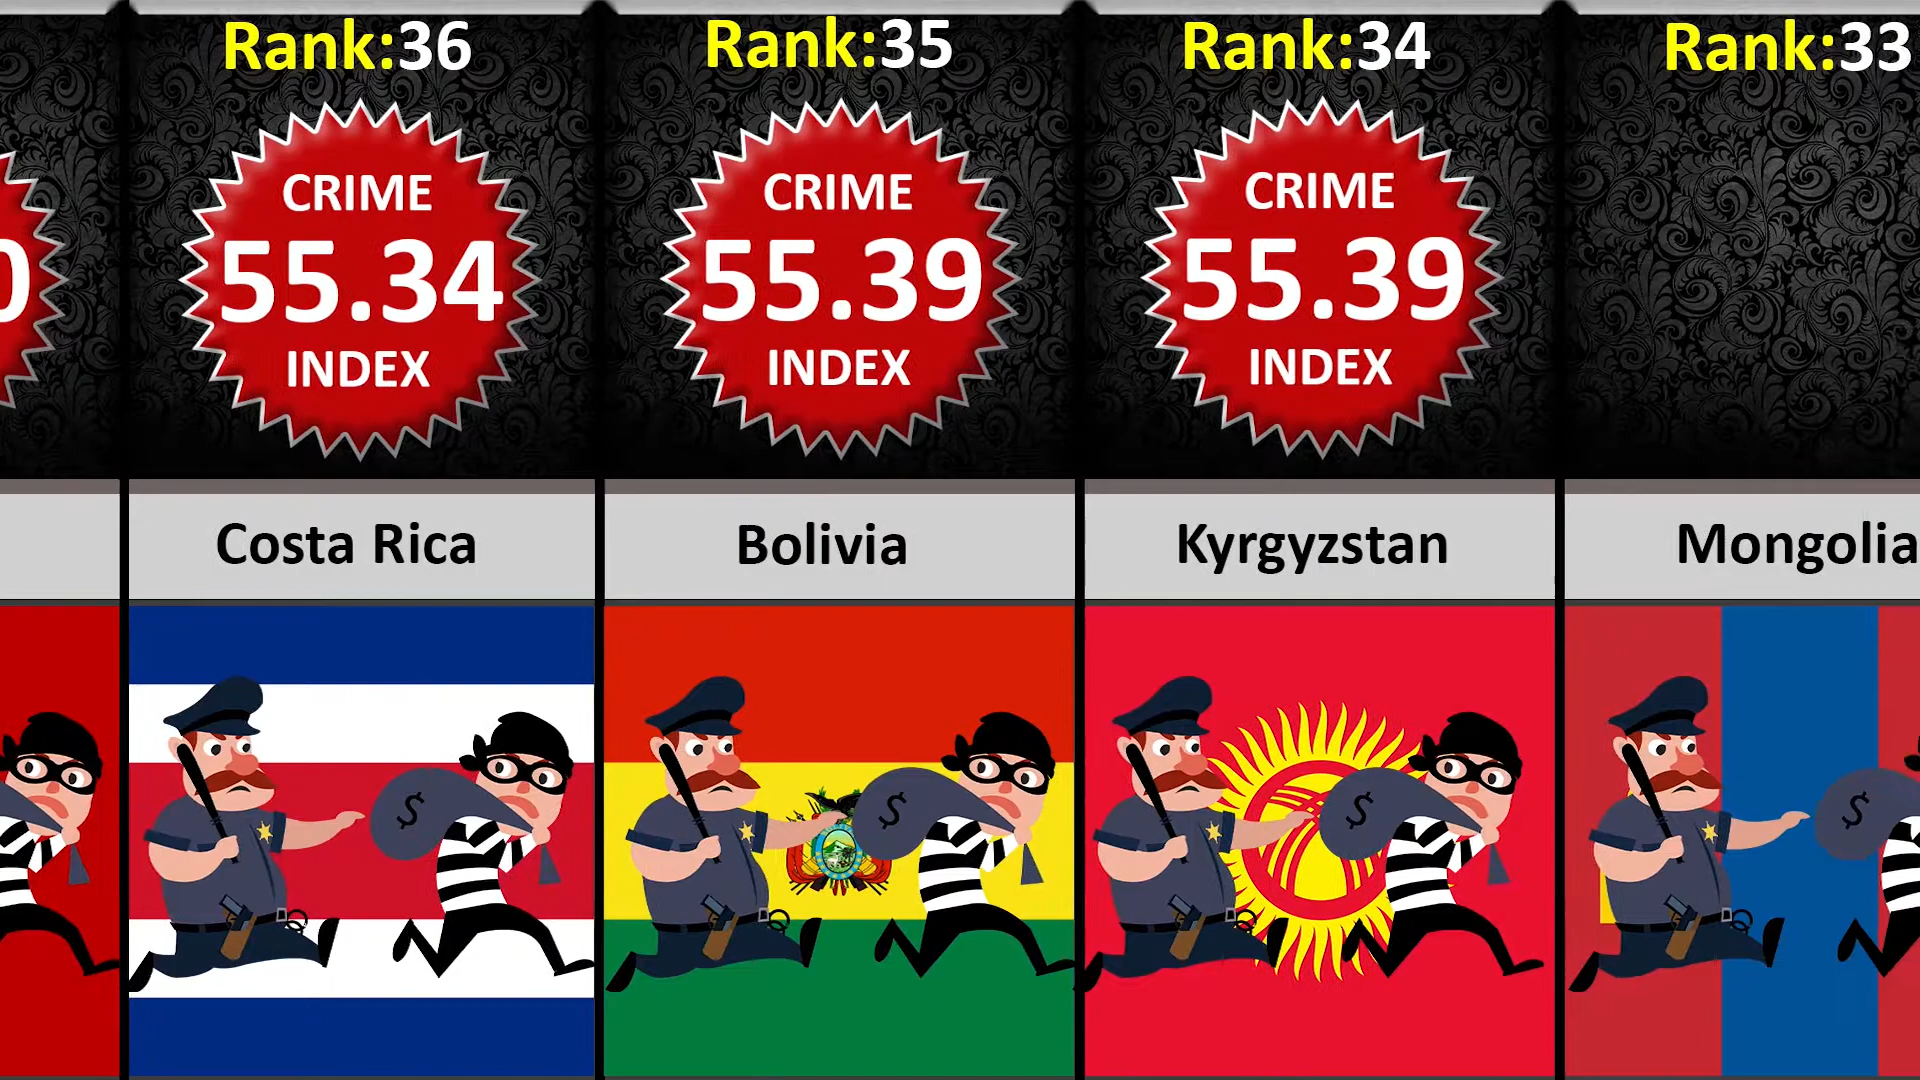 Rank:36
CRIME
55.34
INDEX
Costa Rica
$
Rank:35
CRIME
55.39
INDEX
Bolivia
$
Rank:34
CRIME
55.39
INDEX
Kyrgyzstan
$
Rank:33
Mongolia
$